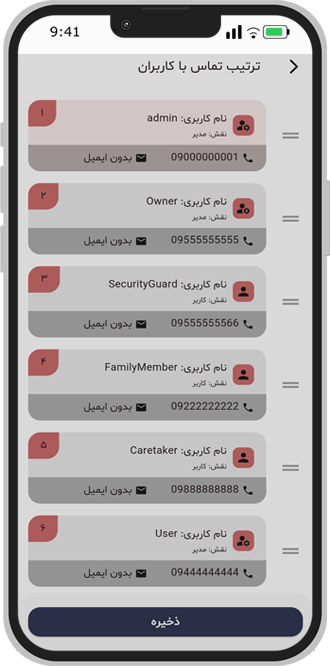 9:41
ترتیب تماس با کاربران
۱
نام کاربری: admin
نقش: مدیر
09000000001
بدون ایمیل
۲
نام کاربری: Owner
نقش: مدیر
09555555555
بدون ایمیل
۳
نام کاربری: SecurityGuard
نقش: کاربر
09555555566
بدون ایمیل
۴
نام کاربری: FamilyMember
نقش: کاربر
09222222222
بدون ایمیل
۵
نام کاربری: Caretaker
نقش: کاربر
09888888888
بدون ایمیل
۶
نام کاربری: User
نقش: مدیر
09444444444
بدون ایمیل
ذخیره